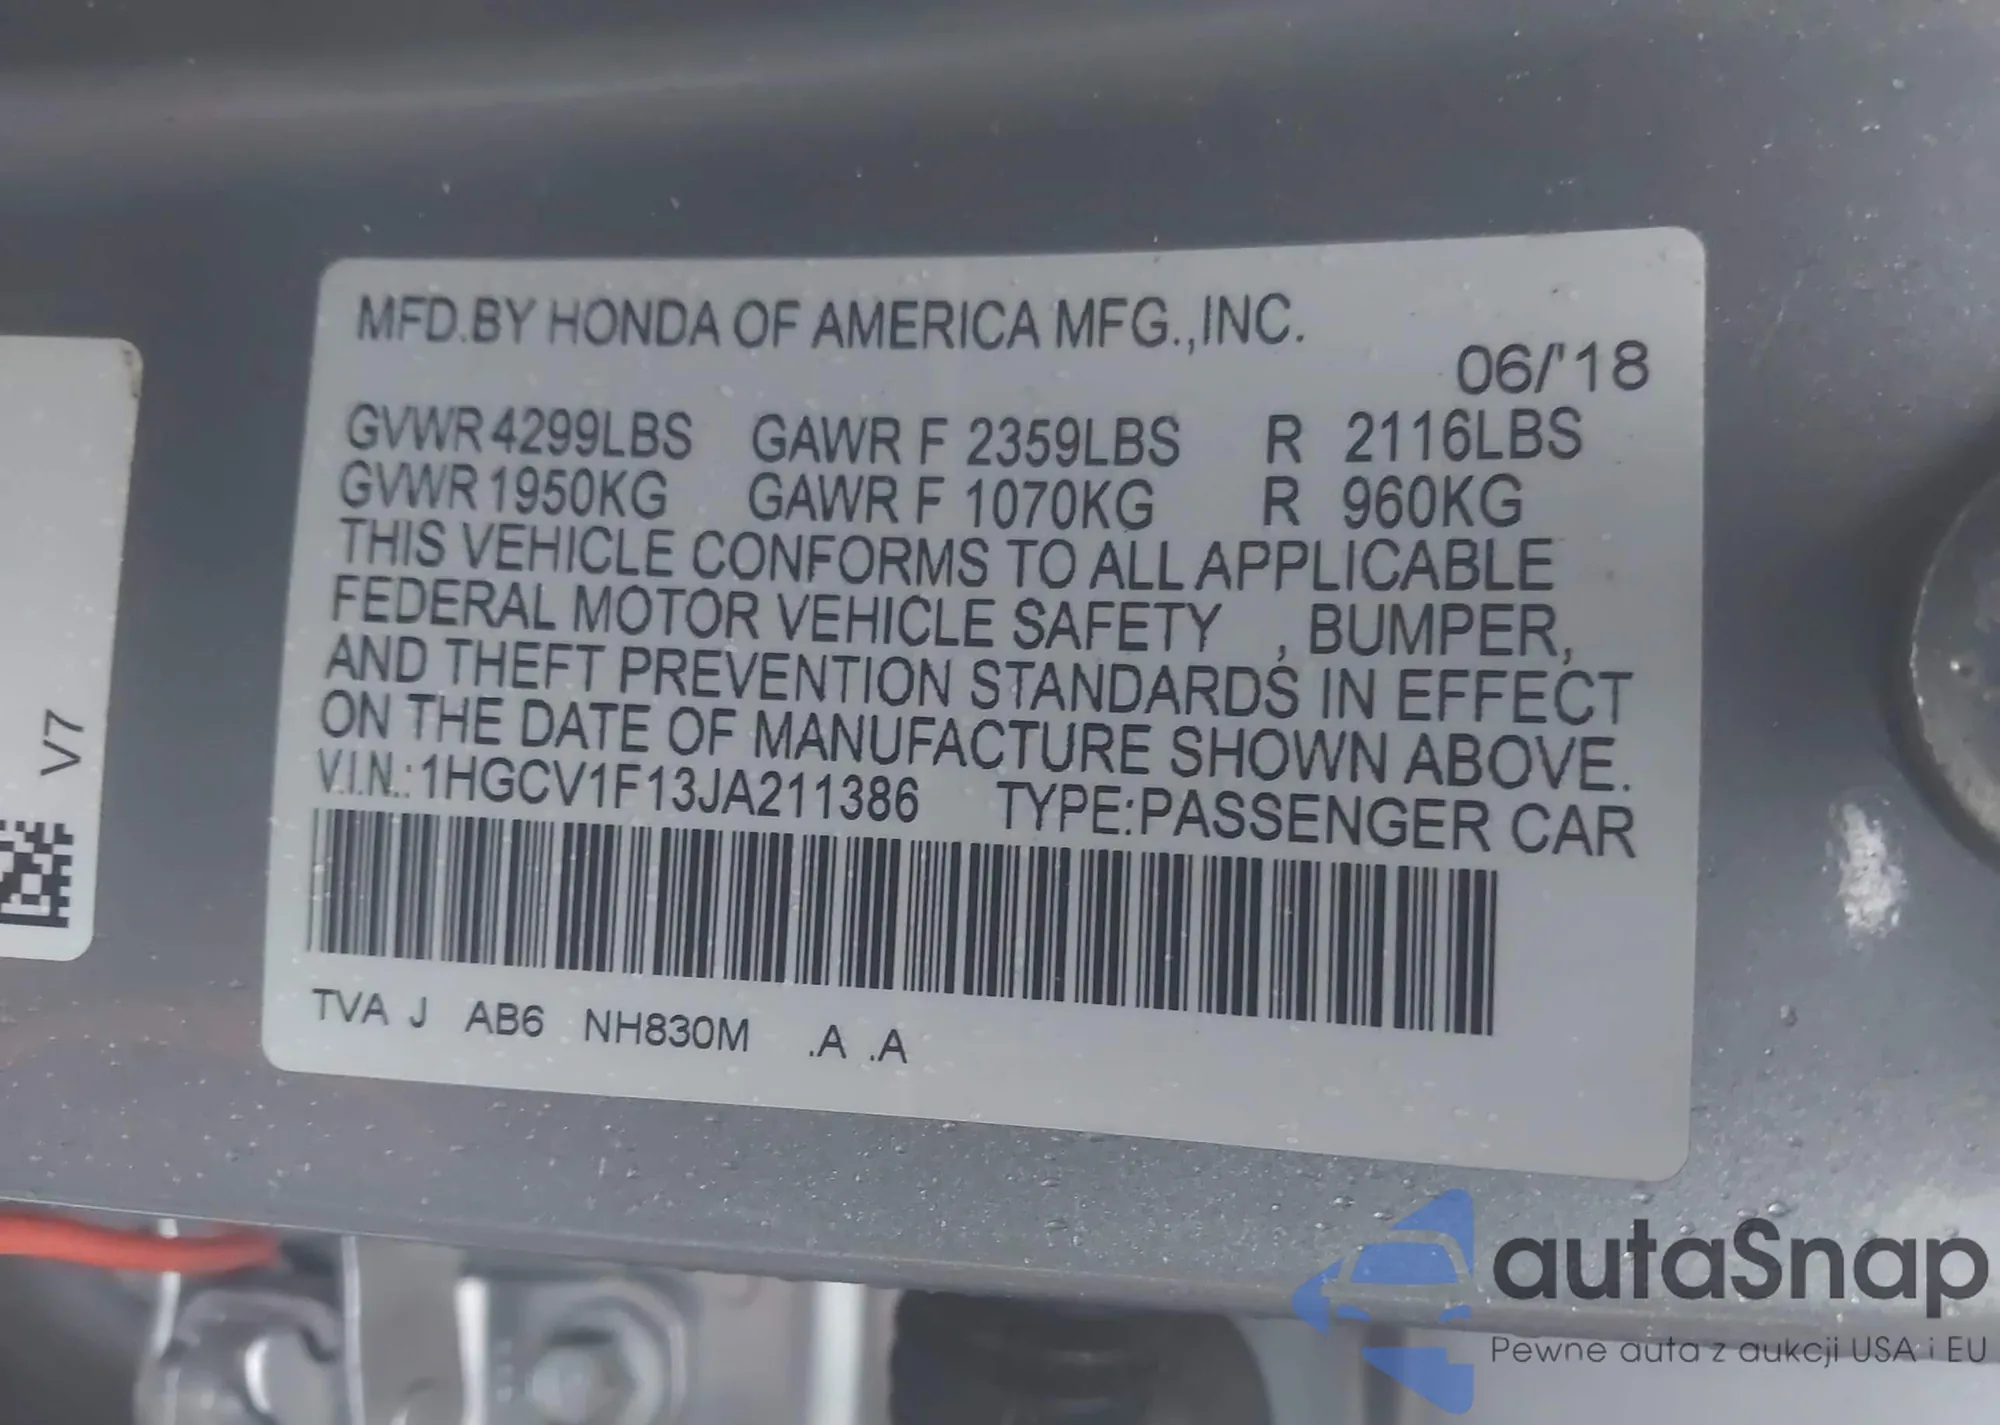 MFD.BY HONDA OF AMERICA MFG.,INC.
06/'18
GVWR 4299LBS GAWR F 2359LBS R 2116LBS
GVWR 1950KG GAWR F 1070KG R 960KG
THIS VEHICLE CONFORMS TO ALL APPLICABLE
FEDERAL MOTOR VEHICLE SAFETY , BUMPER,
AND THEFT PREVENTION STANDARDS IN EFFECT
ON THE DATE OF MANUFACTURE SHOWN ABOVE.
V.I.N.: 1HGCV1F13JA211386 TYPE:PASSENGER CAR
TVA J AB6 NH830M .A .A
V7
autaSnap
Pewne auta z aukcji USA i EU